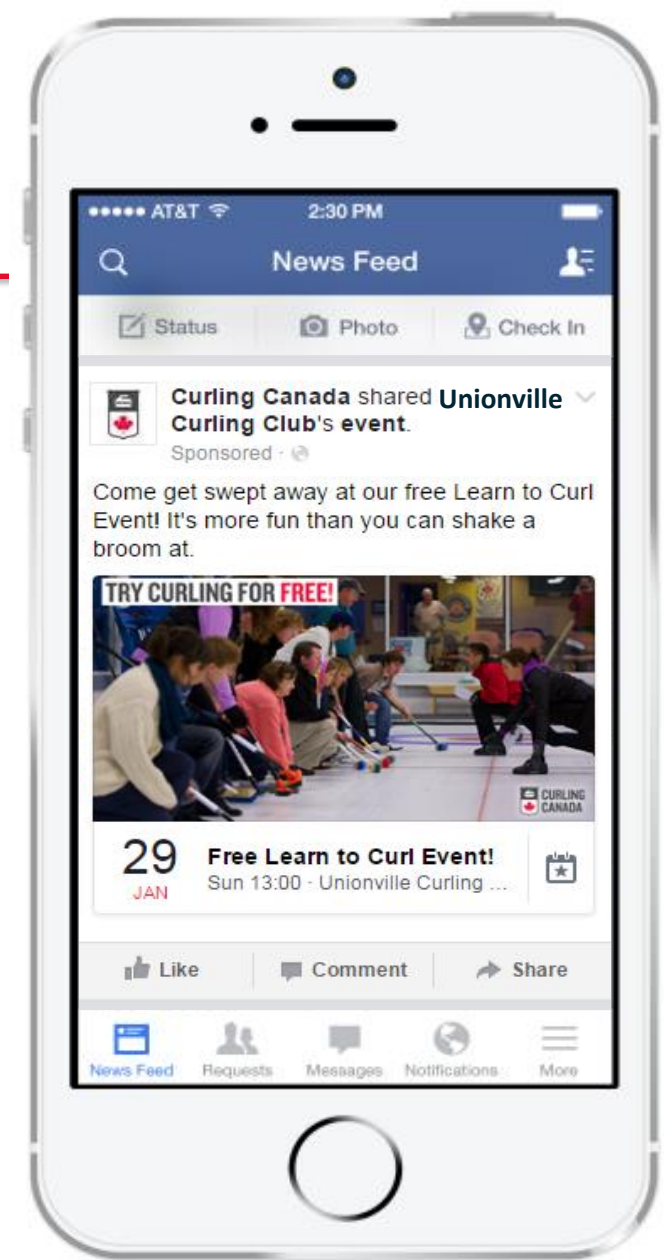 AT&T 2:30 PM
News Feed
Status Photo Check In
Curling Canada shared Unionville
Curling Club's event.
Sponsored ·
Come get swept away at our free Learn to Curl
Event! It's more fun than you can shake a
broom at.
TRY CURLING FOR FREE!
CURLING
CANADA
29
JAN
Free Learn to Curl Event!
Sun 13:00 · Unionville Curling ...
Like Comment Share
News Feed Requests Messages Notifications More